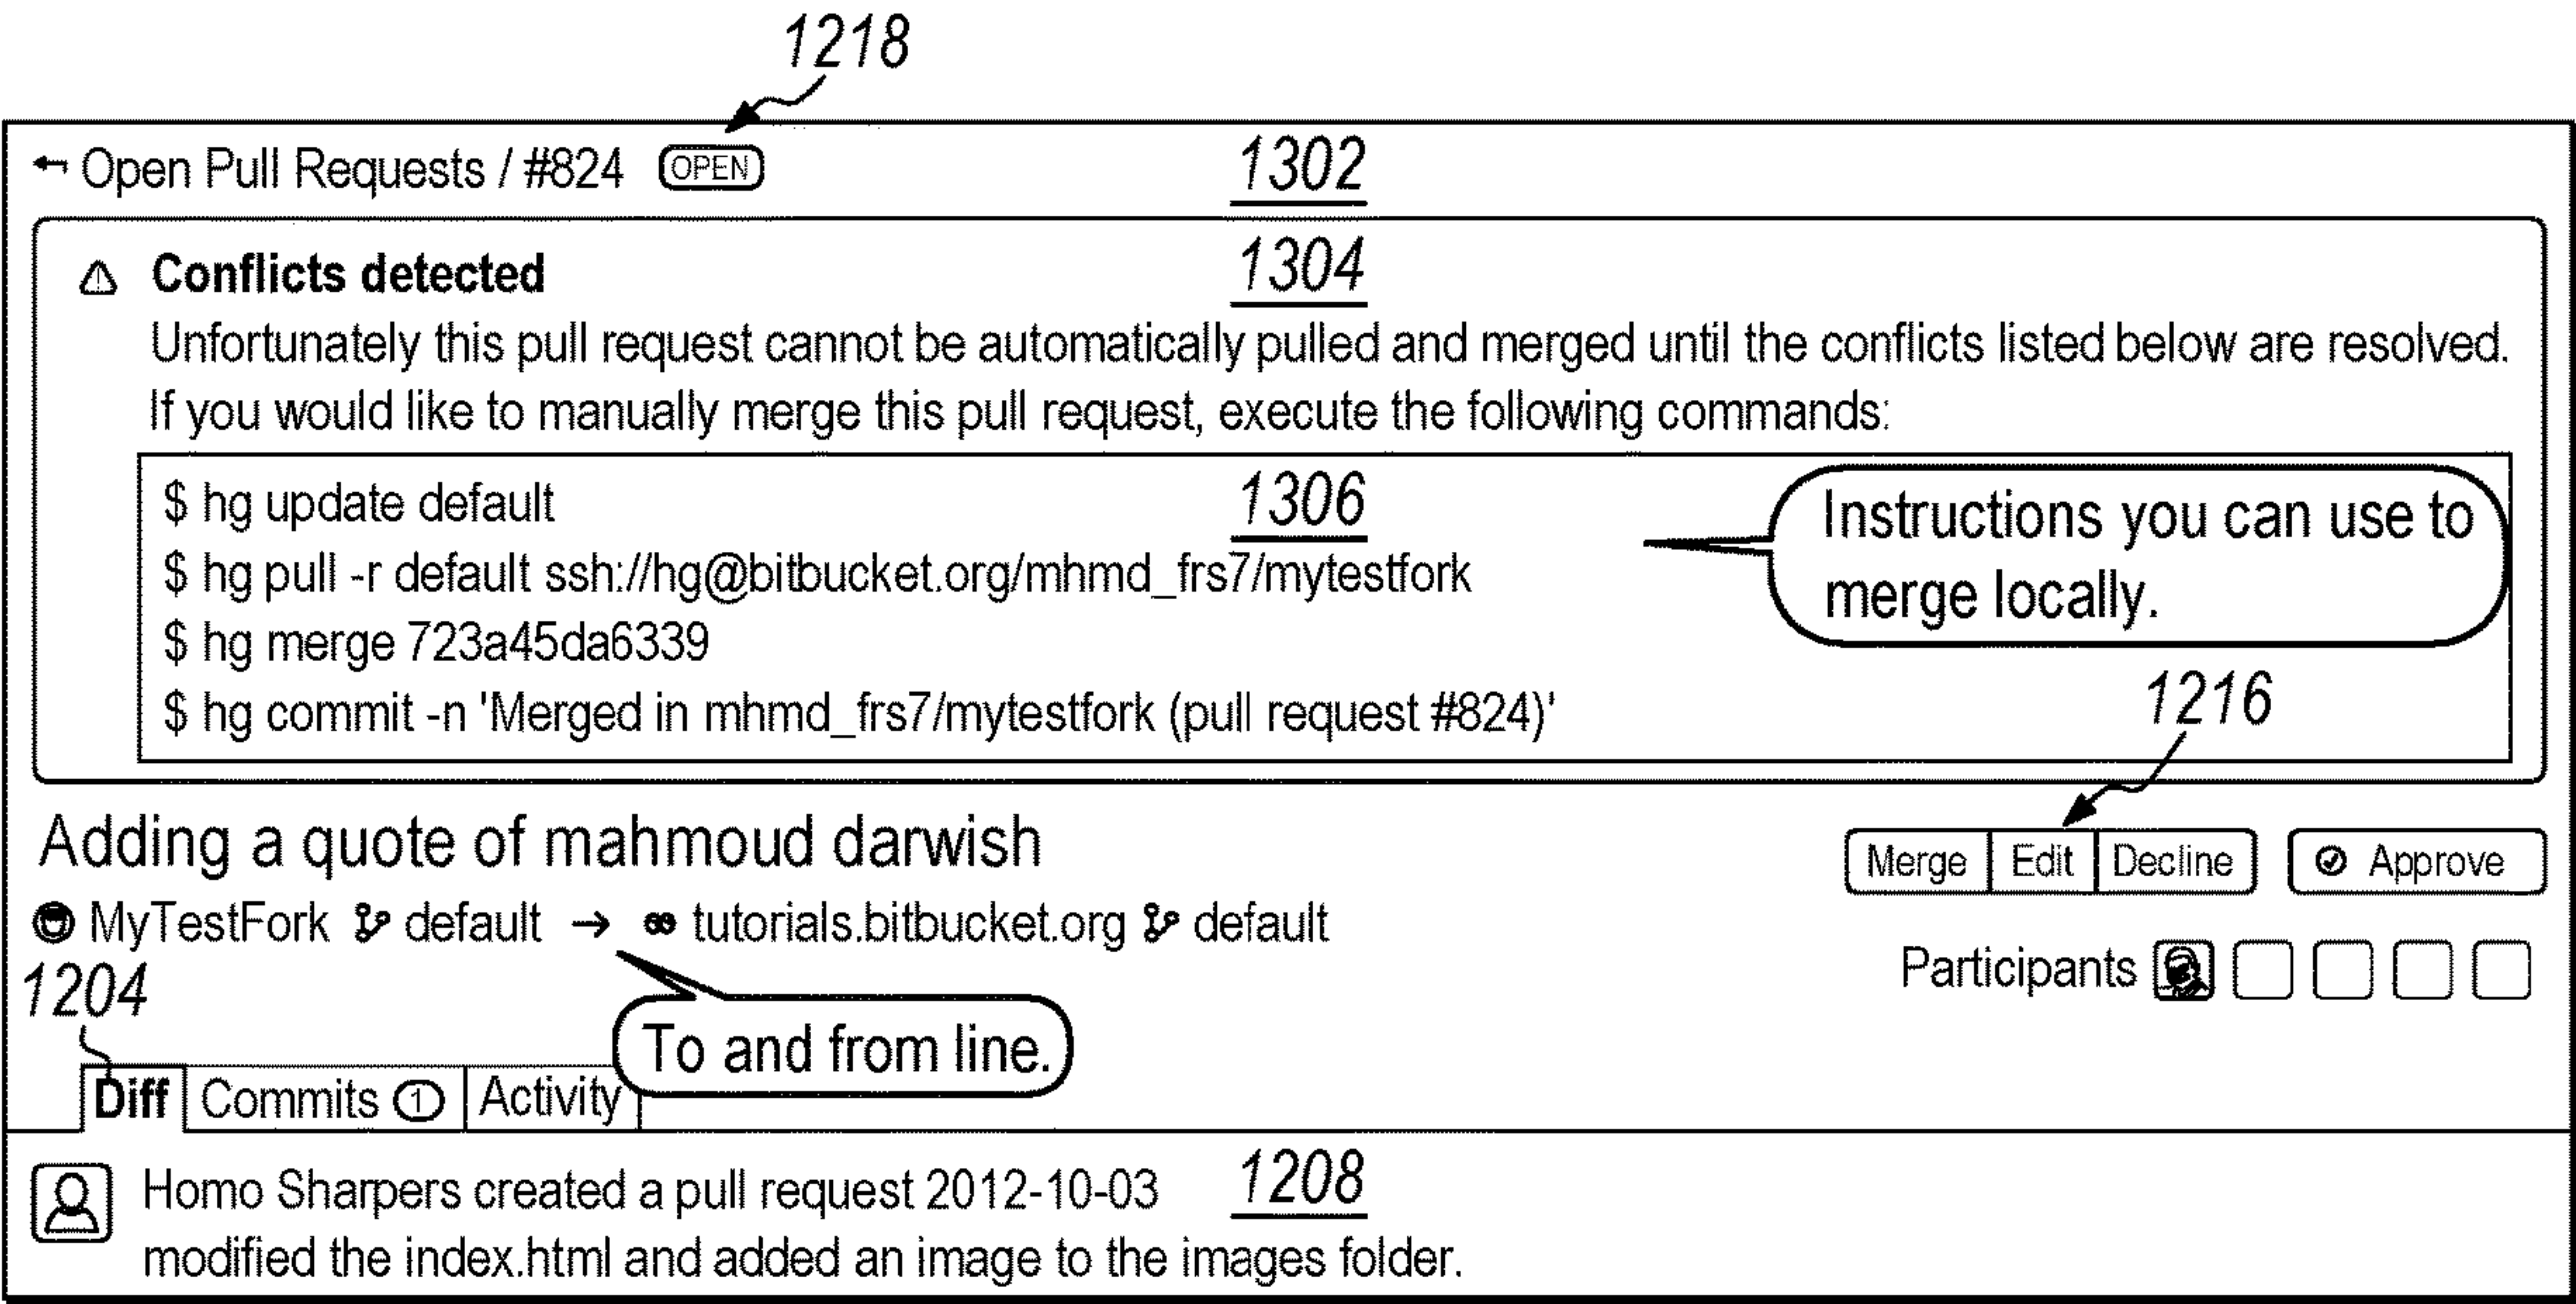 1218
Open Pull Requests / #824 OPEN 1302
Conflicts detected 1304
Unfortunately this pull request cannot be automatically pulled and merged until the conflicts listed below are resolved.
If you would like to manually merge this pull request, execute the following commands:
$ hg update default 1306
$ hg pull -r default ssh://hg@bitbucket.org/mhmd_frs7/mytestfork
$ hg merge 723a45da6339
$ hg commit -n 'Merged in mhmd_frs7/mytestfork (pull request #824)'
Instructions you can use to
merge locally.
1216
Adding a quote of mahmoud darwish
Merge Edit Decline Approve
MyTestFork default → tutorials.bitbucket.org default
Participants
1204
To and from line.
Diff Commits 1 Activity
Homo Sharpers created a pull request 2012-10-03 1208
modified the index.html and added an image to the images folder.